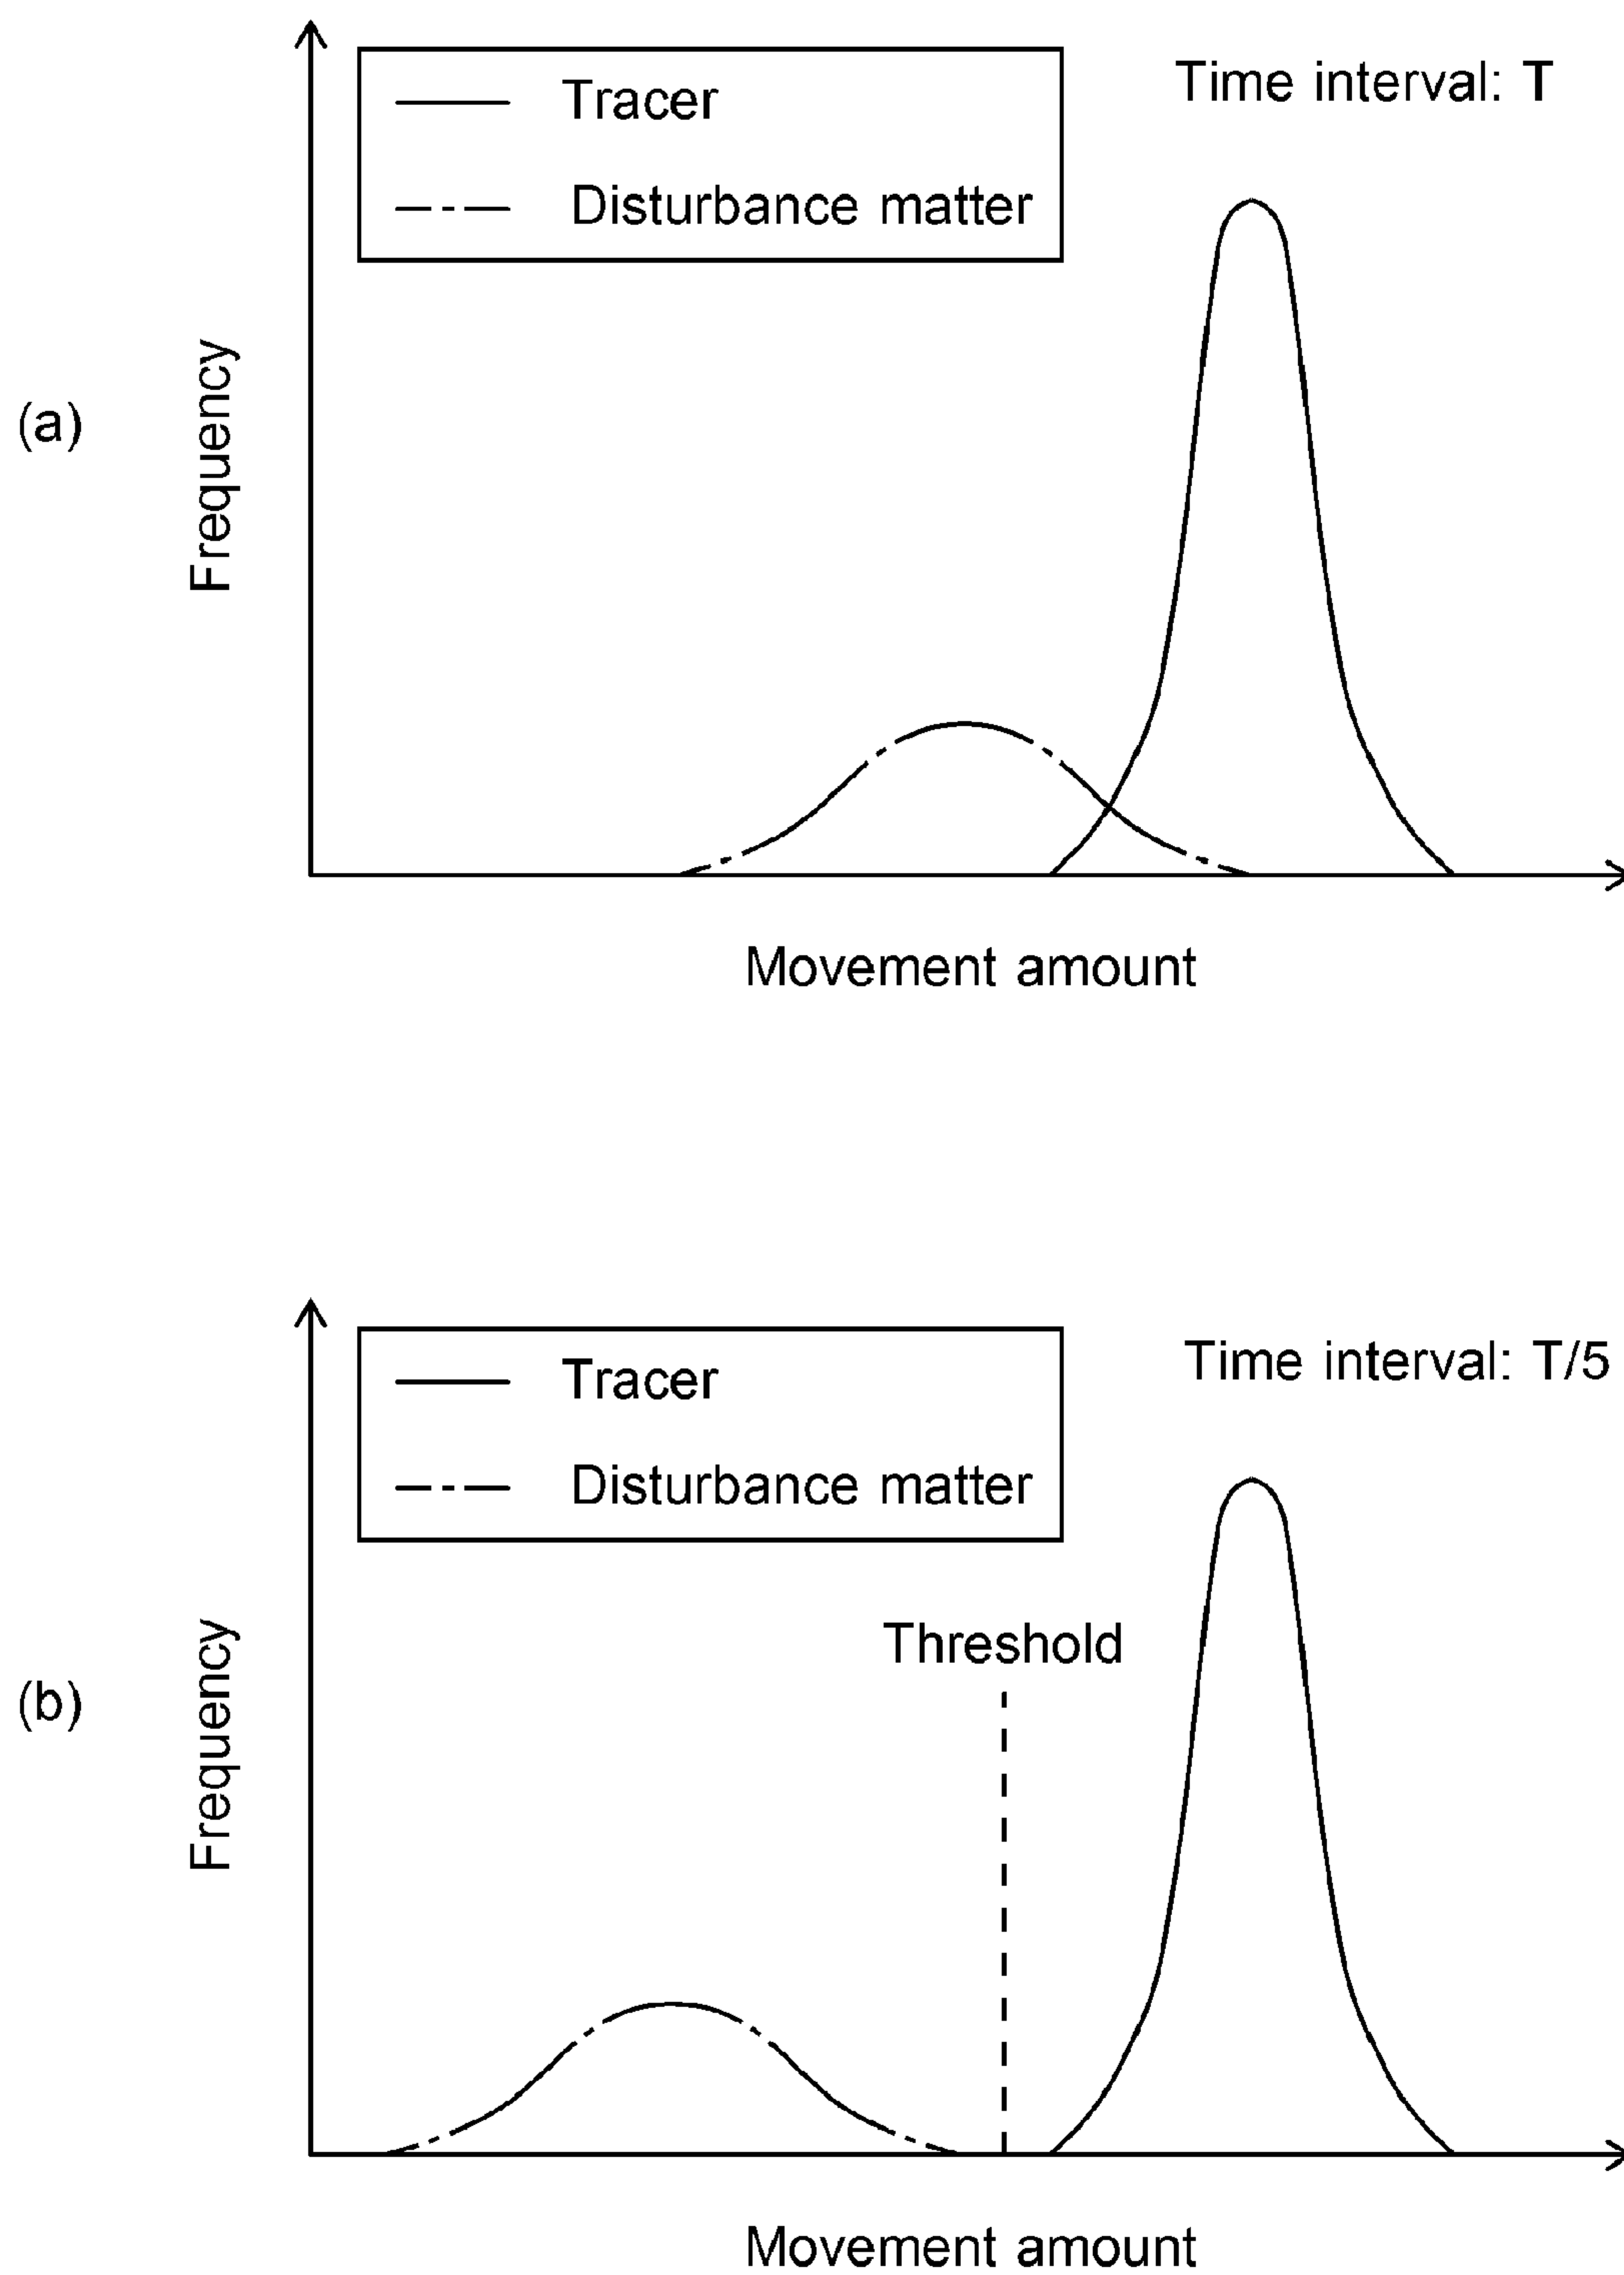 Tracer
Time interval: T
Disturbance matter
(a)
Frequency
Movement amount
Tracer
Time interval: T/5
Disturbance matter
Threshold
(b)
Frequency
Movement amount